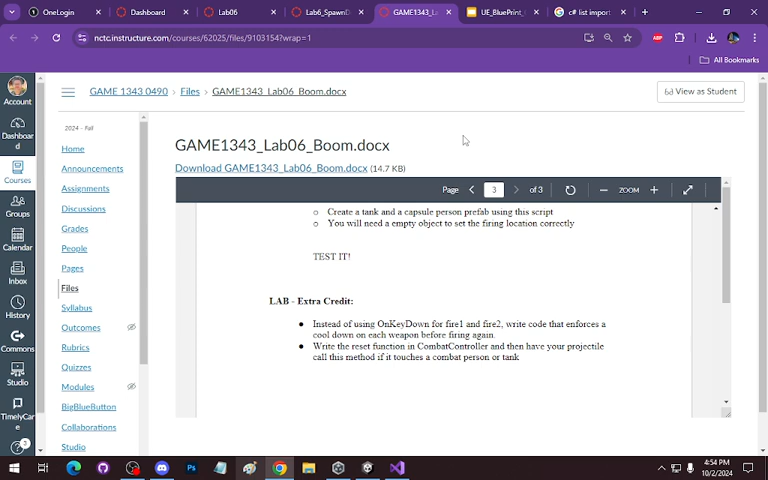 OneLogin
Dashboard
Lab06
Lab6_SpawnD
GAME1343_L
UE_BluePrint_
c# list import
nctc.instructure.com/courses/62025/files/9103154?wrap=1
All Bookmarks
Account
Dashboar
d
Courses
Groups
Calendar
Inbox
History
Commons
Studio
TimelyCar
e
GAME 1343 0490 > Files > GAME1343_Lab06_Boom.docx
View as Student
2024 - Fall
Home
Announcements
Assignments
Discussions
Grades
People
Pages
Files
Syllabus
Outcomes
Rubrics
Quizzes
Modules
BigBlueButton
Collaborations
Studio
GAME1343_Lab06_Boom.docx
Download GAME1343_Lab06_Boom.docx (14.7 KB)
Page 3 of 3 ZOOM
o Create a tank and a capsule person prefab using this script
o You will need a empty object to set the firing location correctly
TEST IT!
LAB - Extra Credit:
● Instead of using OnKeyDown for fire1 and fire2, write code that enforces a
cool down on each weapon before firing again.
● Write the reset function in CombatController and then have your projectile
call this method if it touches a combat person or tank
4:54 PM
10/2/2024